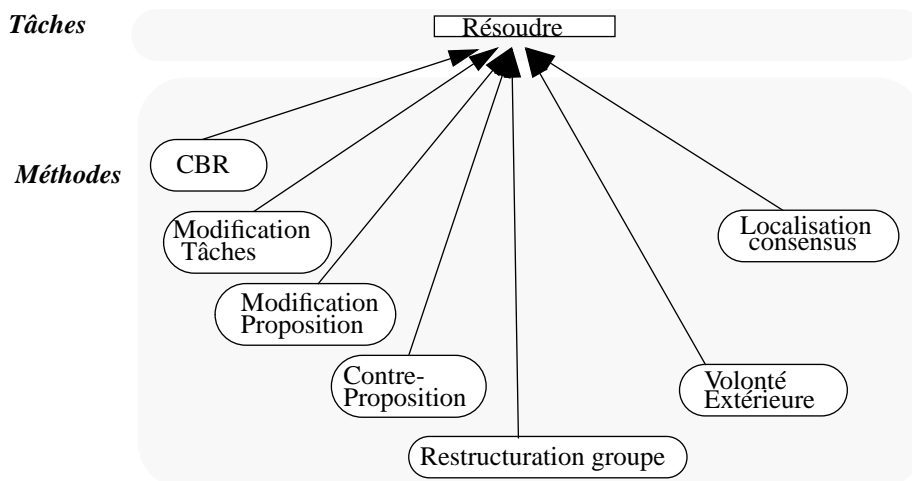 Tâches
Résoudre
CBR
Méthodes
Modification
Tâches
Localisation
consensus
Modification
Proposition
Contre-
Proposition
Volonté
Extérieure
Restructuration groupe